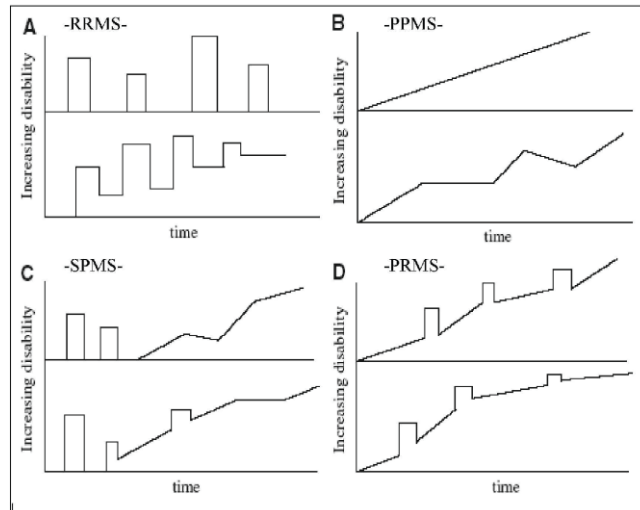 A
-RRMS-
Increasing disability
time
B
-PPMS-
Increasing disability
time
C
-SPMS-
Increasing disability
time
D
-PRMS-
Increasing disability
time